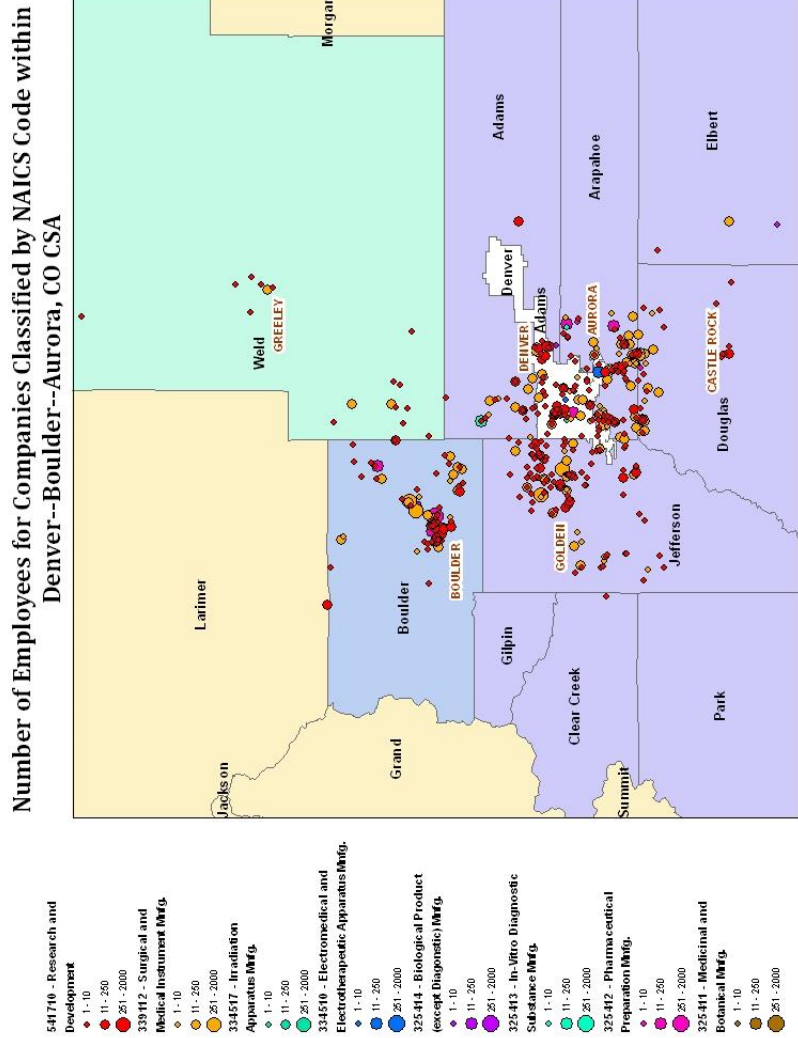 Number of Employees for Companies Classified by NAICS Code within
Denver--Boulder--Aurora, CO CSA
541710 - Research and
Development
1 - 10
11 - 250
251 - 2000
339112 - Surgical and
Medical Instrument Mnfg.
1 - 10
11 - 250
251 - 2000
334517 - Irradiation
Apparatus Mnfg.
1 - 10
11 - 250
251 - 2000
334510 - Electromedical and
Electrotherapeutic Apparatus Mnfg.
1 - 10
11 - 250
251 - 2000
325414 - Biological Product
(except Diagonstic) Mnfg.
1 - 10
11 - 250
251 - 2000
325413 - In-Vitro Diagnostic
Substance Mnfg.
1 - 10
11 - 250
251 - 2000
325412 - Pharmaceutical
Preparation Mnfg.
1 - 10
11 - 250
251 - 2000
325411 - Medicinal and
Botanical Mnfg.
1 - 10
11 - 250
251 - 2000
Jackson
Larimer
Weld
GREELEY
Morgan
Grand
Boulder
BOULDER
Gilpin
Clear Creek
Summit
Park
Jefferson
GOLDEN
DENVER
Denver
Adams
Adams
AURORA
Arapahoe
Douglas
CASTLE ROCK
Elbert